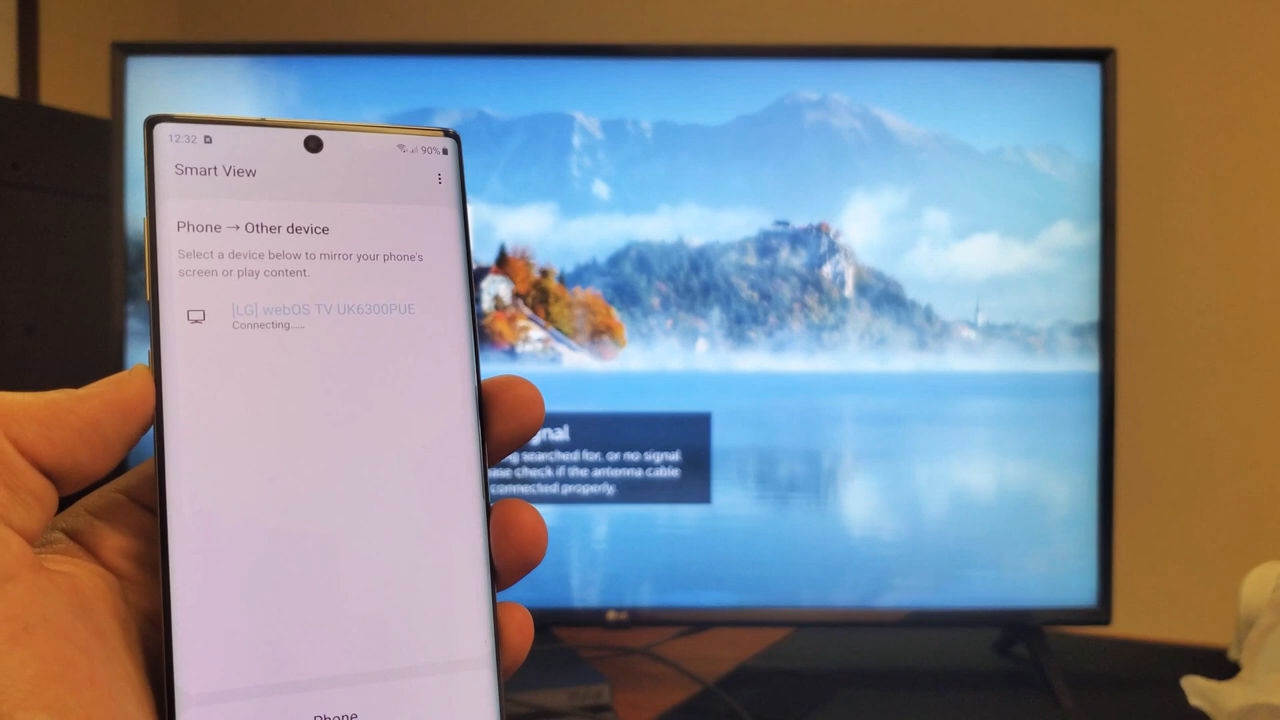 12.32
90%
Smart View
Phone → Other device
Select a device below to mirror your phone's
screen or play content.
[LG] webOS TV UK6300PUE
Connecting......
searched for, or no signal
check if the antenna cable
connected properly.
LG
Phone